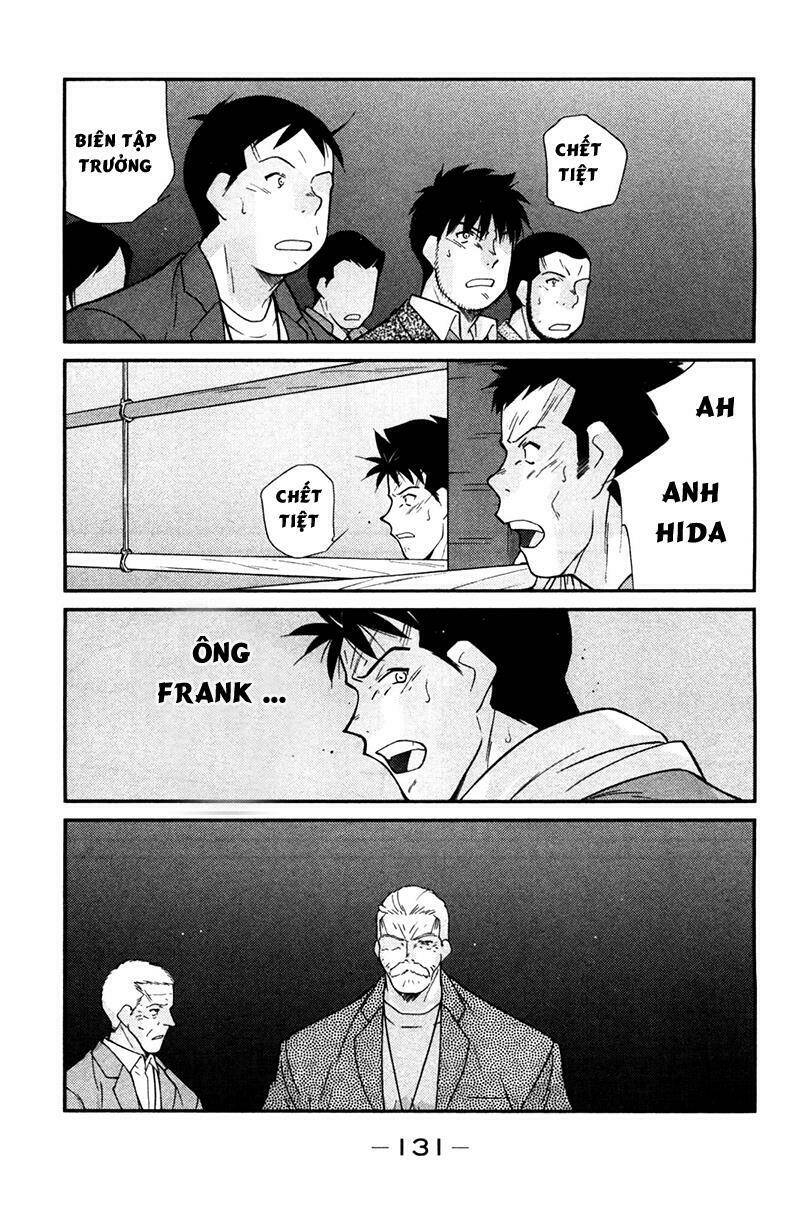 BIÊN TẬP
TRƯỞNG
CHẾT
TIỆT
CHẾT
TIỆT
AH
ANH
HIDA
ÔNG
FRANK ...
— 131 —